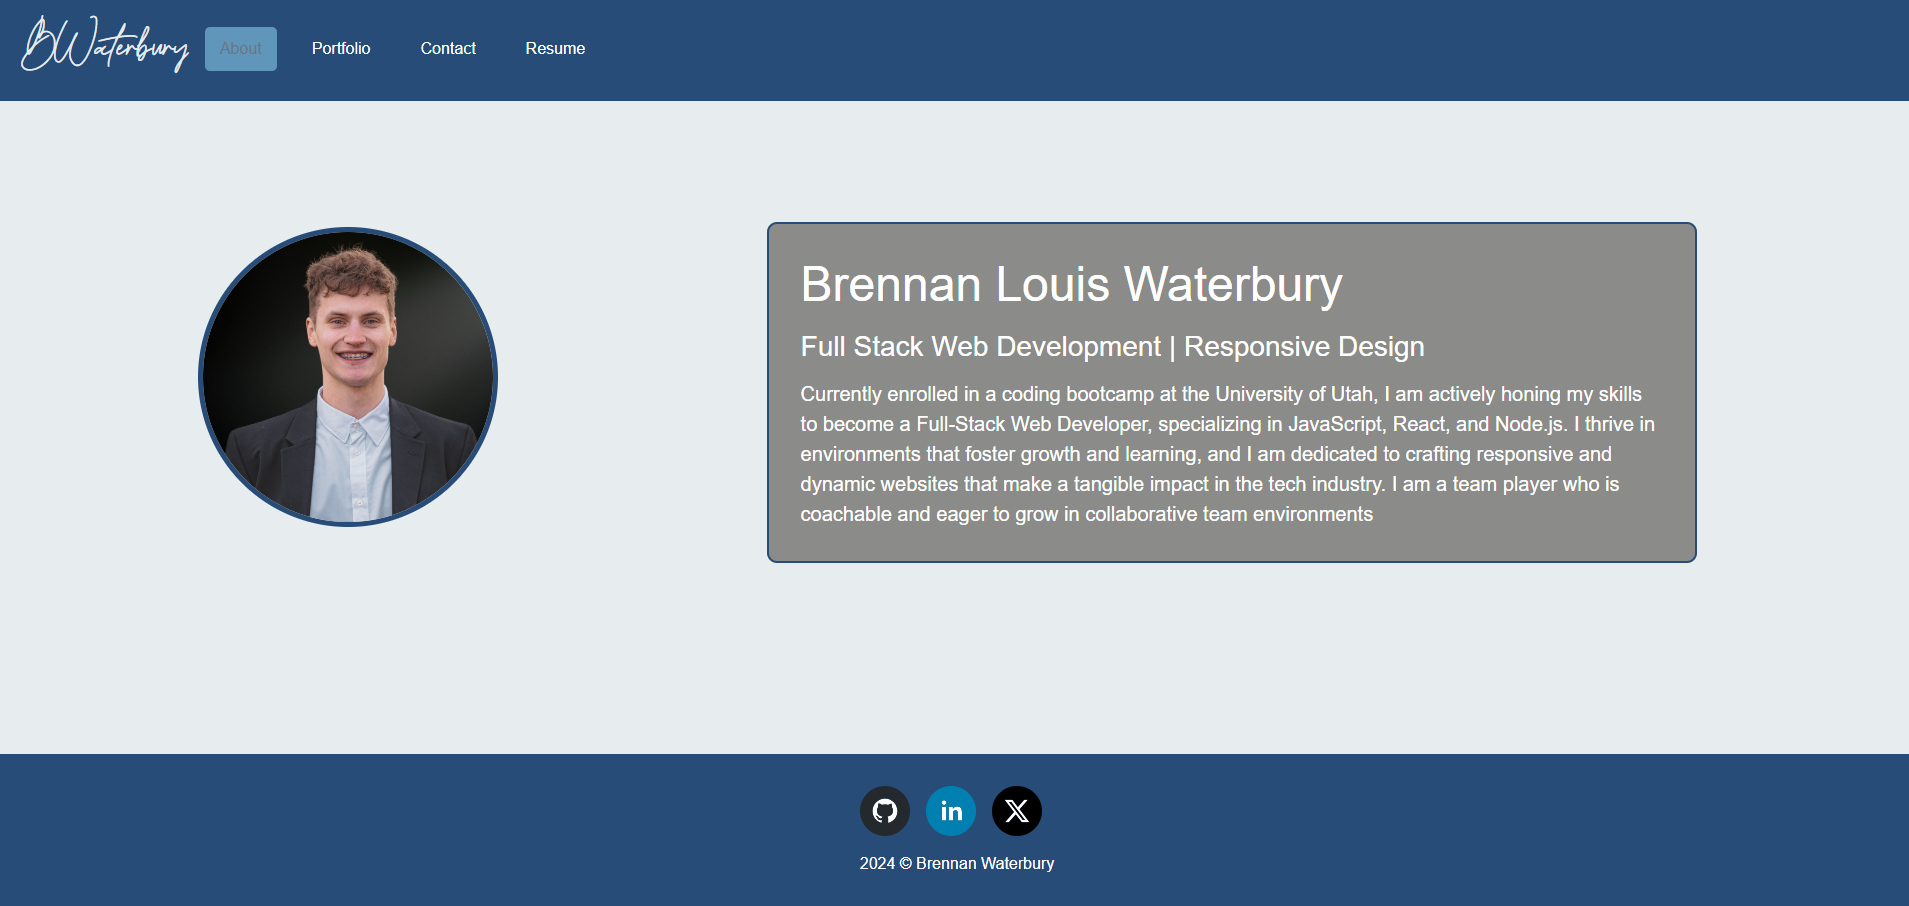 BWaterbury
About
Portfolio
Contact
Resume
Brennan Louis Waterbury
Full Stack Web Development | Responsive Design
Currently enrolled in a coding bootcamp at the University of Utah, I am actively honing my skills
to become a Full-Stack Web Developer, specializing in JavaScript, React, and Node.js. I thrive in
environments that foster growth and learning, and I am dedicated to crafting responsive and
dynamic websites that make a tangible impact in the tech industry. I am a team player who is
coachable and eager to grow in collaborative team environments
in
2024 © Brennan Waterbury